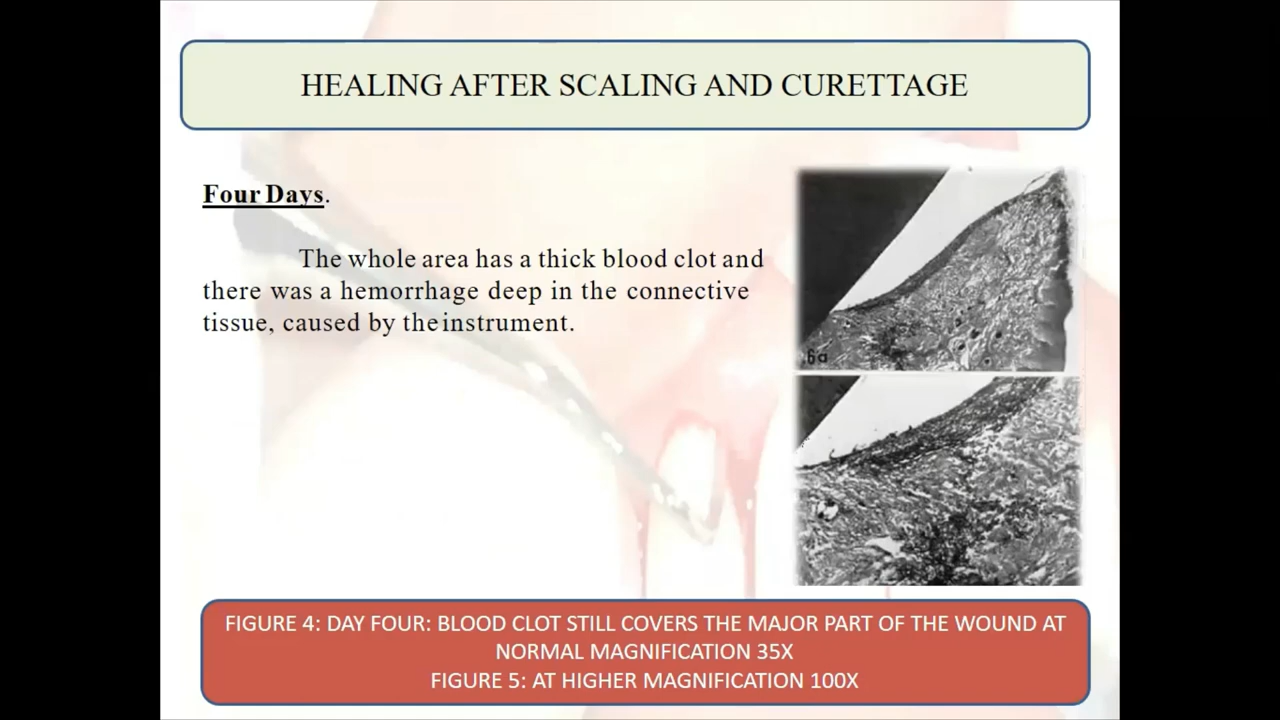 HEALING AFTER SCALING AND CURETTAGE
Four Days.
The whole area has a thick blood clot and
there was a hemorrhage deep in the connective
tissue, caused by the instrument.
6a
FIGURE 4: DAY FOUR: BLOOD CLOT STILL COVERS THE MAJOR PART OF THE WOUND AT
NORMAL MAGNIFICATION 35X
FIGURE 5: AT HIGHER MAGNIFICATION 100X